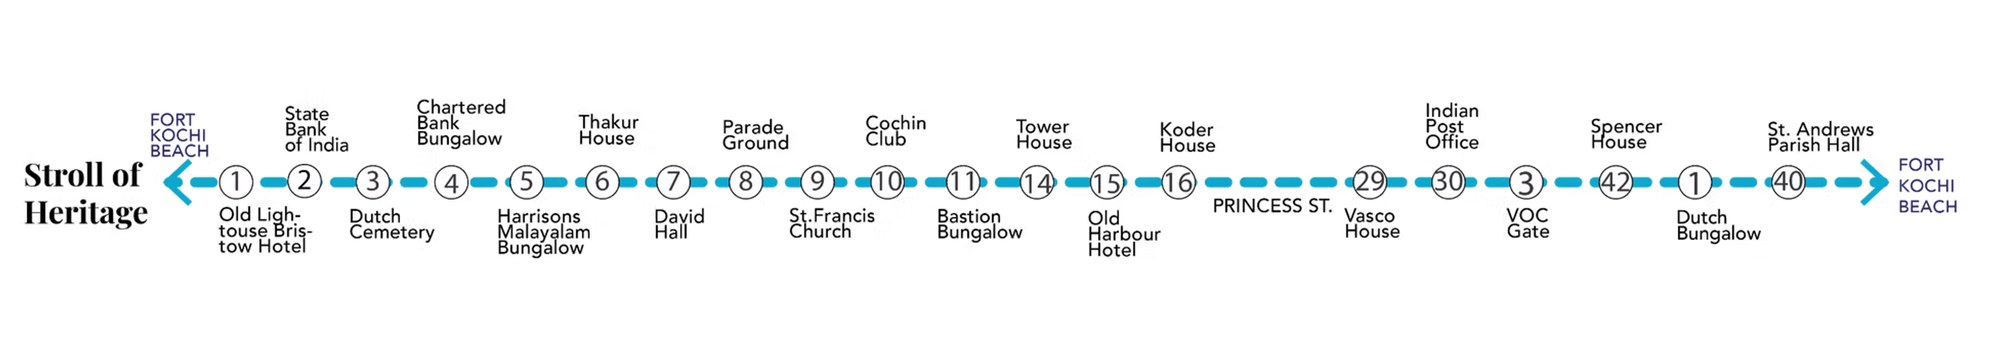 Stroll of
Heritage
FORT
KOCHI
BEACH
1
Old Ligh-
touse Bris-
tow Hotel
State
Bank
of India
2
3
Dutch
Cemetery
Chartered
Bank
Bungalow
4
5
Harrisons
Malayalam
Bungalow
Thakur
House
6
7
David
Hall
Parade
Ground
8
9
St.Francis
Church
Cochin
Club
10
11
Bastion
Bungalow
Tower
House
14
15
Old
Harbour
Hotel
Koder
House
16
PRINCESS ST.
29
Vasco
House
Indian
Post
Office
30
3
VOC
Gate
Spencer
House
42
1
Dutch
Bungalow
St. Andrews
Parish Hall
40
FORT
KOCHI
BEACH